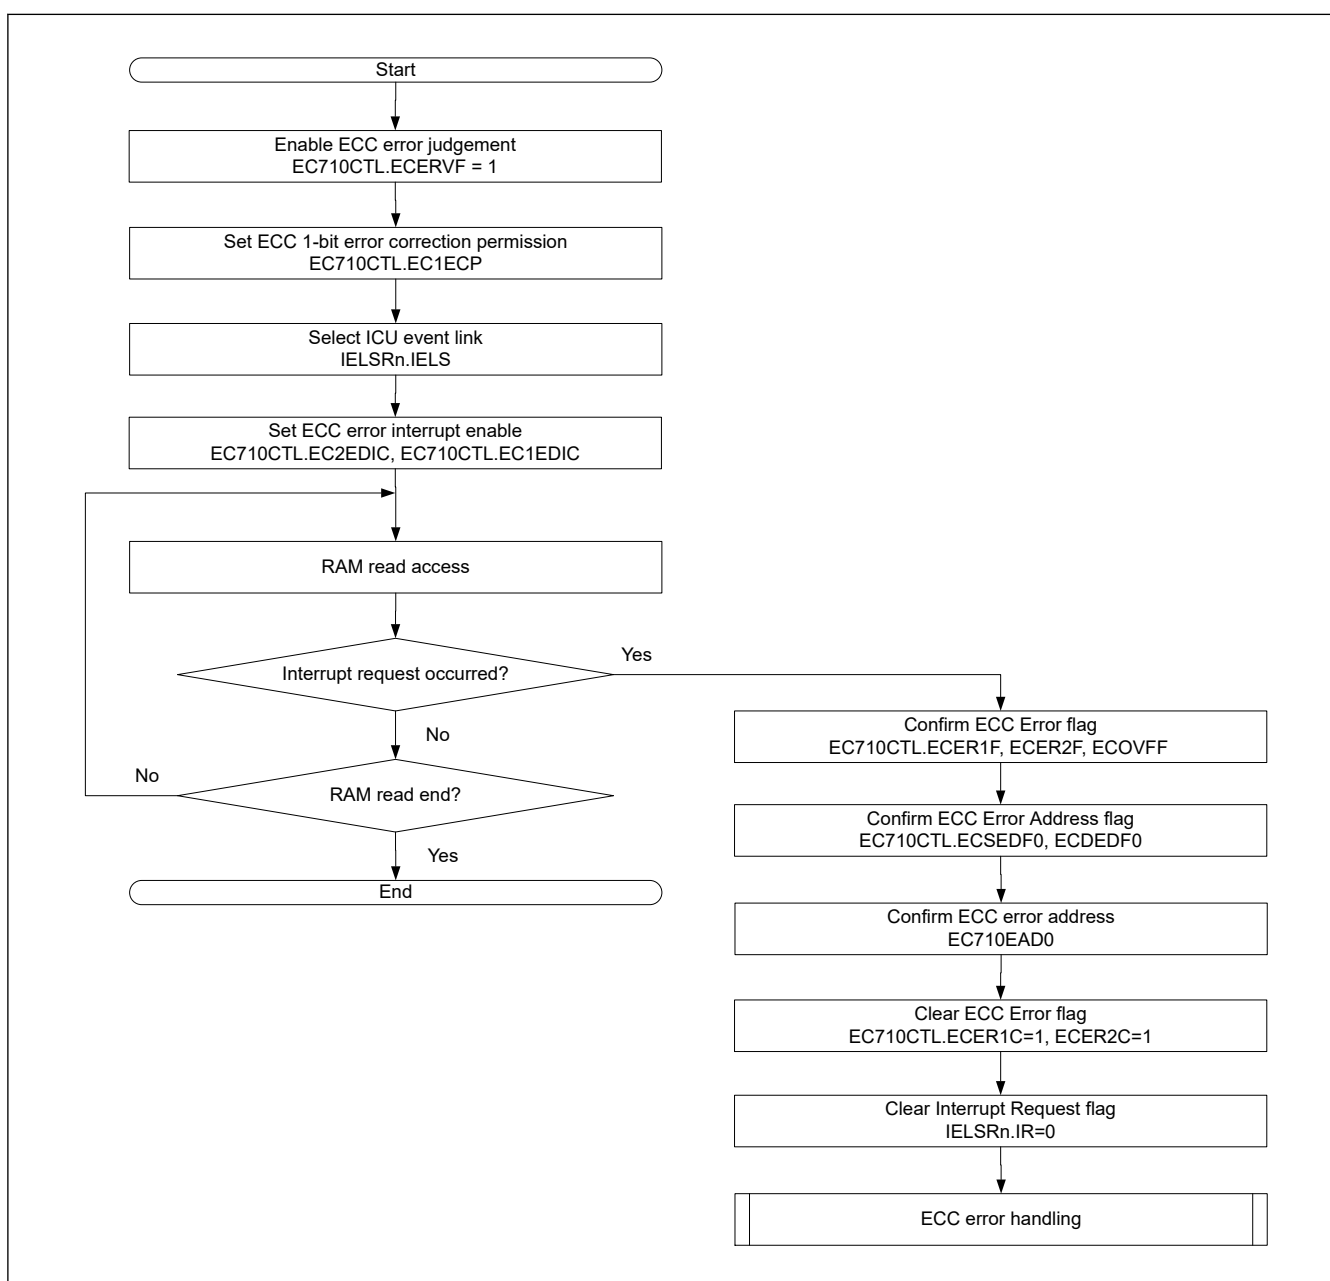 Start
Enable ECC error judgement
EC710CTL.ECERVF = 1
Set ECC 1-bit error correction permission
EC710CTL.EC1ECP
Select ICU event link
IELSRn.IELS
Set ECC error interrupt enable
EC710CTL.EC2EDIC, EC710CTL.EC1EDIC
RAM read access
Interrupt request occurred?
Yes
No
RAM read end?
No
Yes
End
Confirm ECC Error flag
EC710CTL.ECER1F, ECER2F, ECOVFF
Confirm ECC Error Address flag
EC710CTL.ECSEDF0, ECDEDF0
Confirm ECC error address
EC710EAD0
Clear ECC Error flag
EC710CTL.ECER1C=1, ECER2C=1
Clear Interrupt Request flag
IELSRn.IR=0
ECC error handling